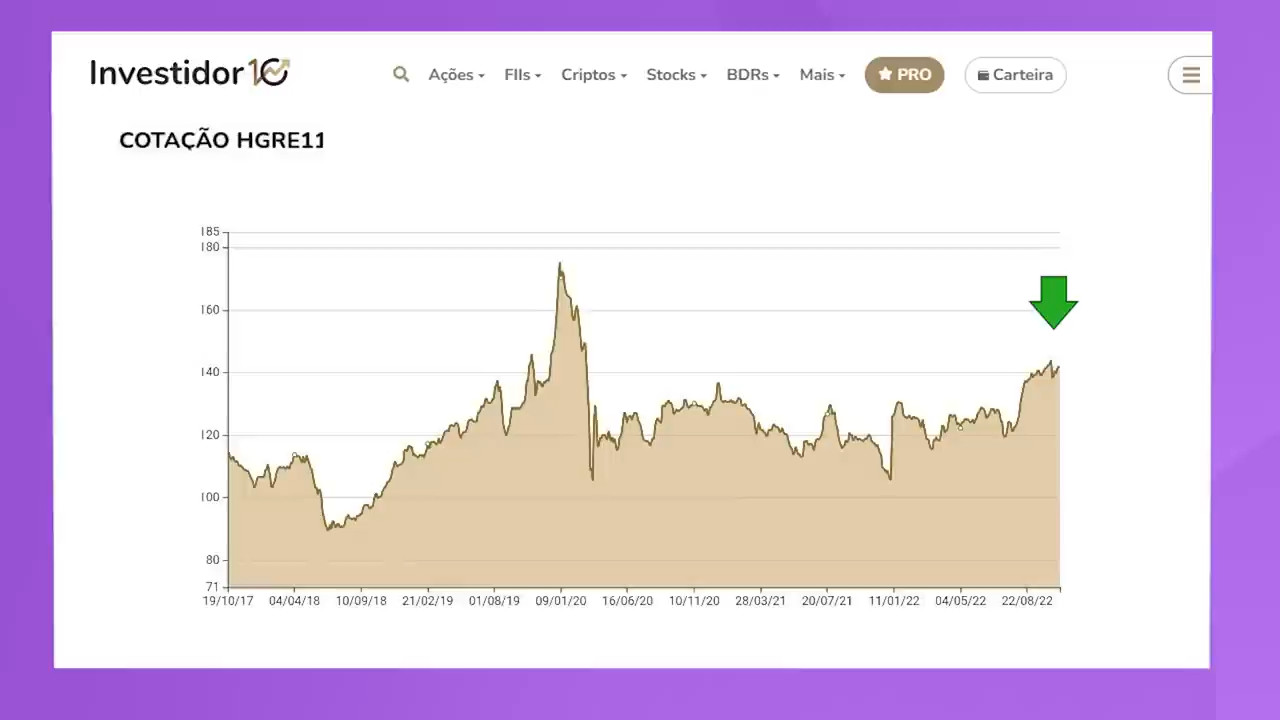 Investidor 10
Ações FIIs Criptos Stocks BDRs Mais PRO Carteira
COTAÇÃO HGRE11
185
180
160
140
120
100
80
71
19/10/17 04/04/18 10/09/18 21/02/19 01/08/19 09/01/20 16/06/20 10/11/20 28/03/21 20/07/21 11/01/22 04/05/22 22/08/22